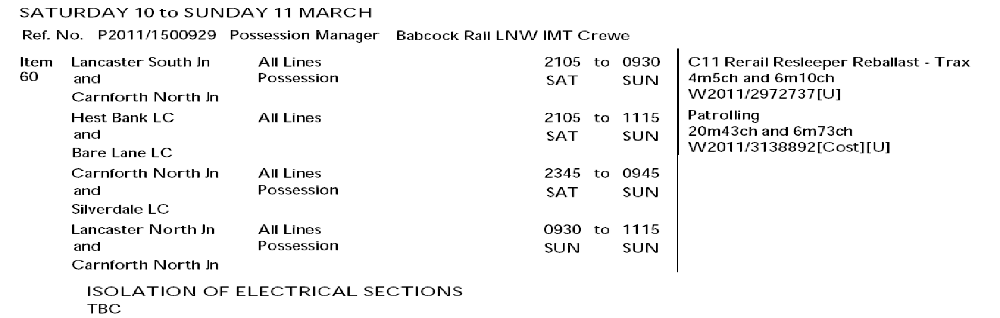 SATURDAY 10 to SUNDAY 11 MARCH
Ref. No. P2011/1500929 Possession Manager Babcock Rail LNW IMT Crewe
Item Lancaster South Jn All Lines 2105 to 0930 C11 Rerail Resleeper Reballast - Trax
60 and Possession SAT SUN 4m5ch and 6m10ch
Carnforth North Jn W2011/2972737[U]
Hest Bank LC All Lines 2105 to 1115 Patrolling
and SAT SUN 20m43ch and 6m73ch
Bare Lane LC W2011/3138892[Cost][U]
Carnforth North Jn All Lines 2345 to 0945
and Possession SAT SUN
Silverdale LC
Lancaster North Jn All Lines 0930 to 1115
and Possession SUN SUN
Carnforth North Jn
ISOLATION OF ELECTRICAL SECTIONS
TBC